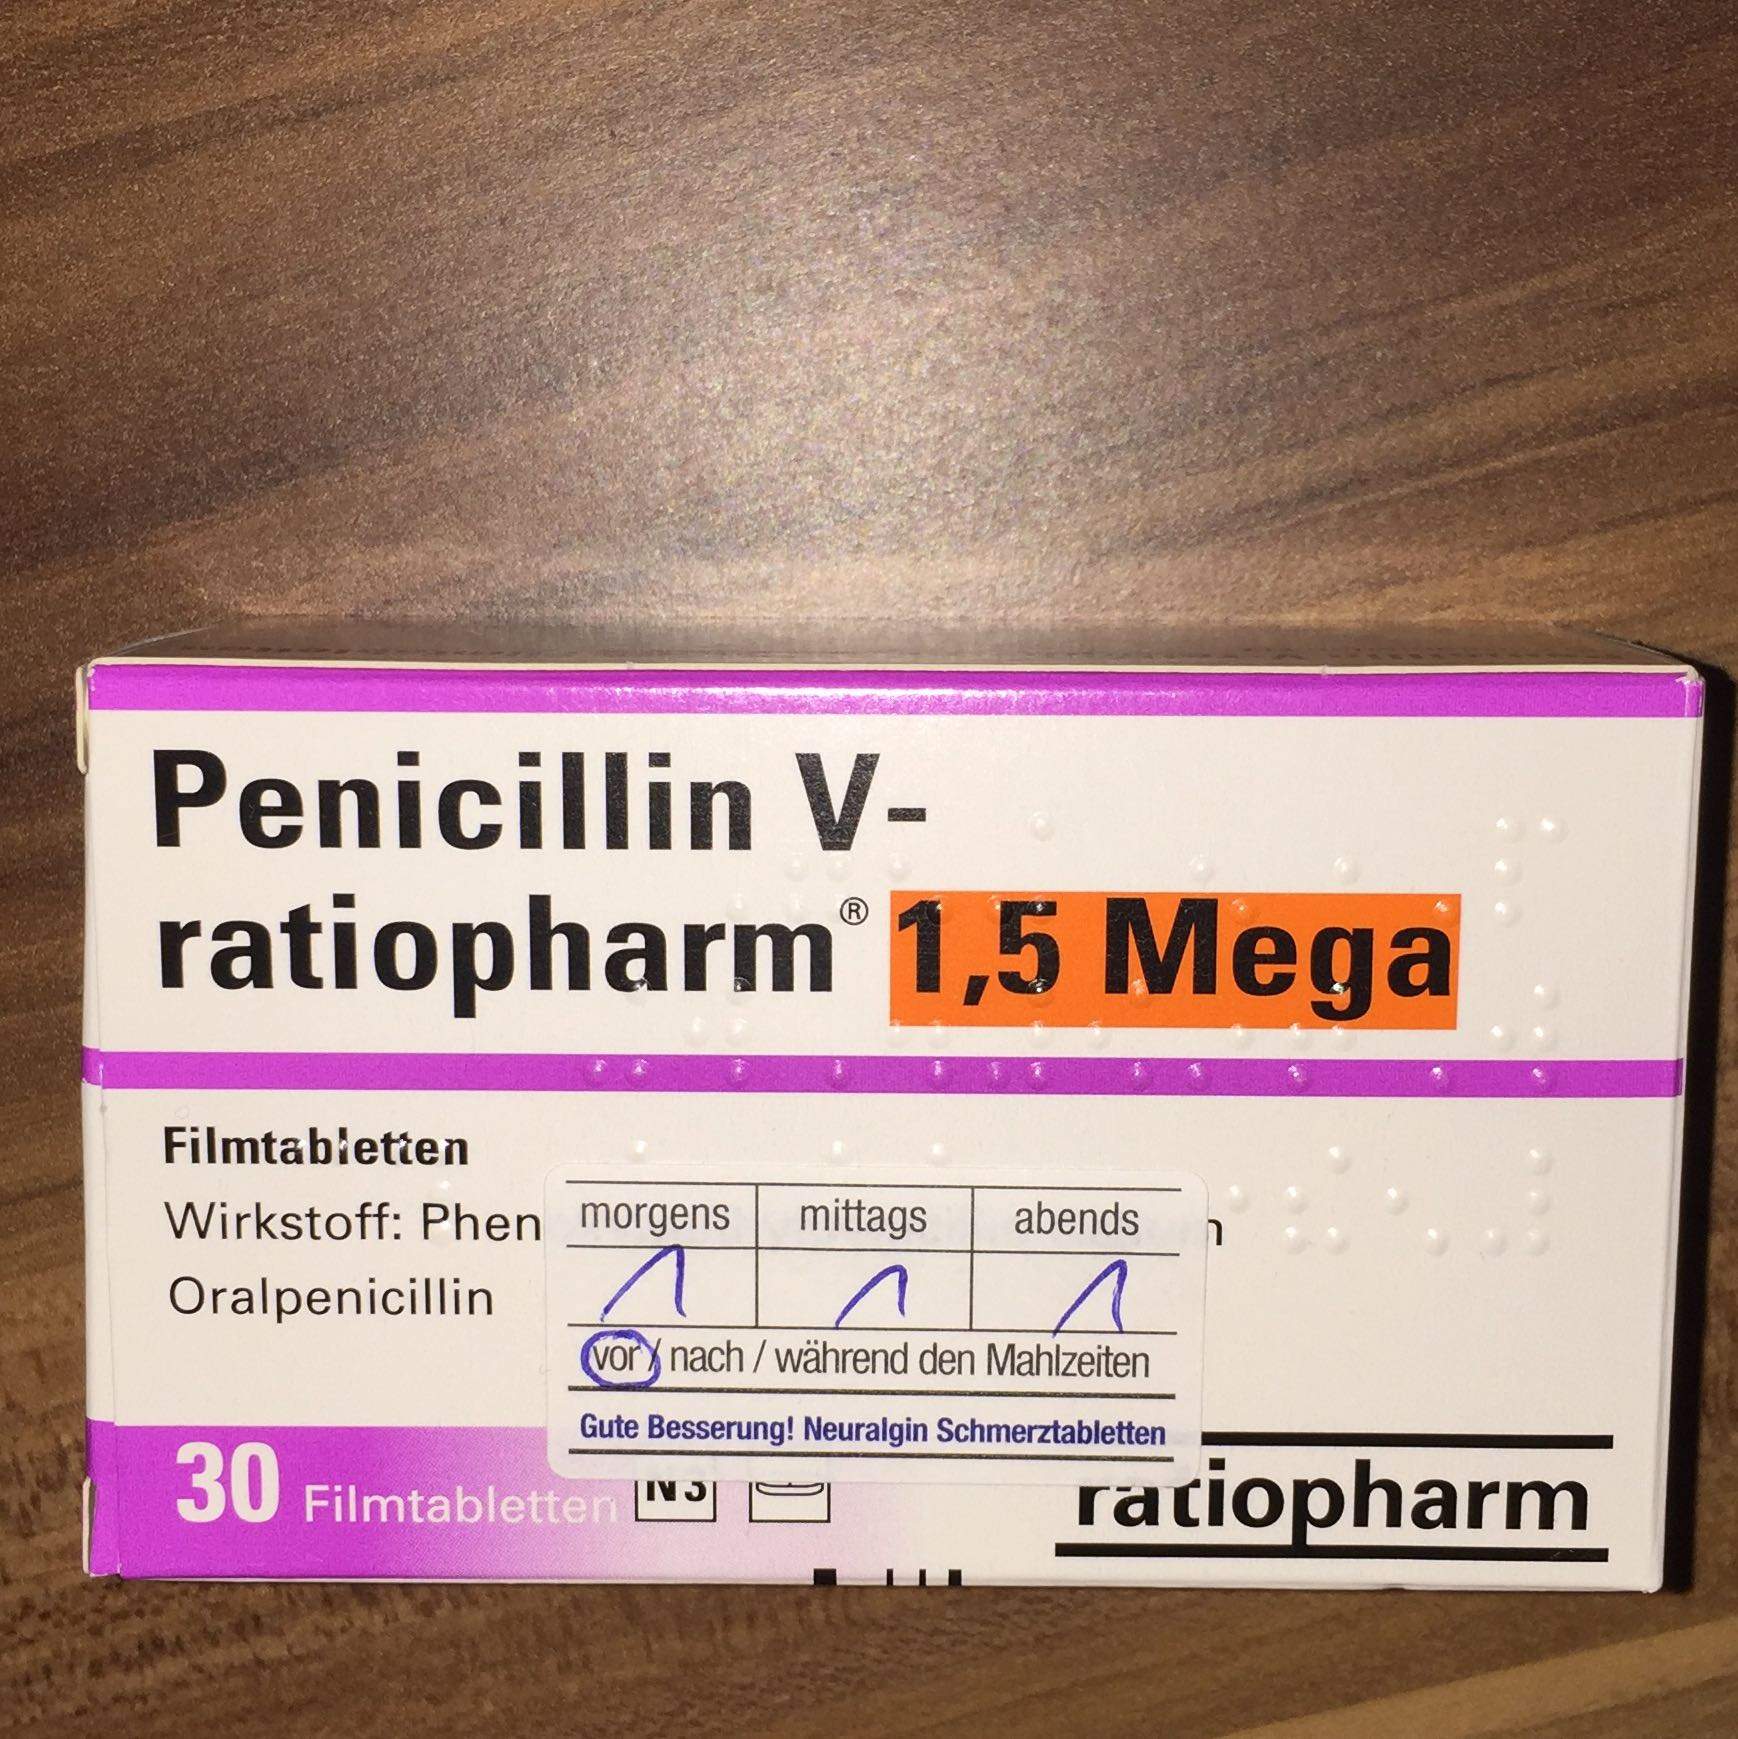 Penicillin V-
ratiopharm® 1,5 Mega
Filmtabletten
Wirkstoff: Phen
Oralpenicillin
morgens mittags abends
1 1 1
vor / nach / während den Mahlzeiten
Gute Besserung! Neuralgin Schmerztabletten
30 Filmtabletten N3
ratiopharm